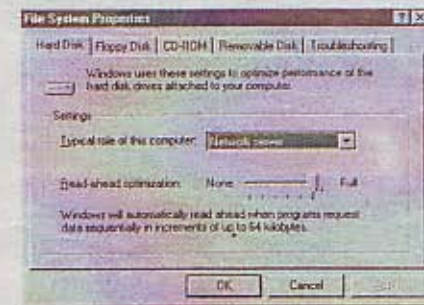 File System Properties
Hard Disk Floppy Disk CD-ROM Removable Disk Troubleshooting
Windows uses these settings to optimize performance of the
hard disk drives attached to your computer.
Settings
Typical role of this computer: Network server
Read-ahead optimization: None Full
Windows will automatically read ahead when programs request
data sequentially in increments of up to 64 kilobytes.
OK Cancel